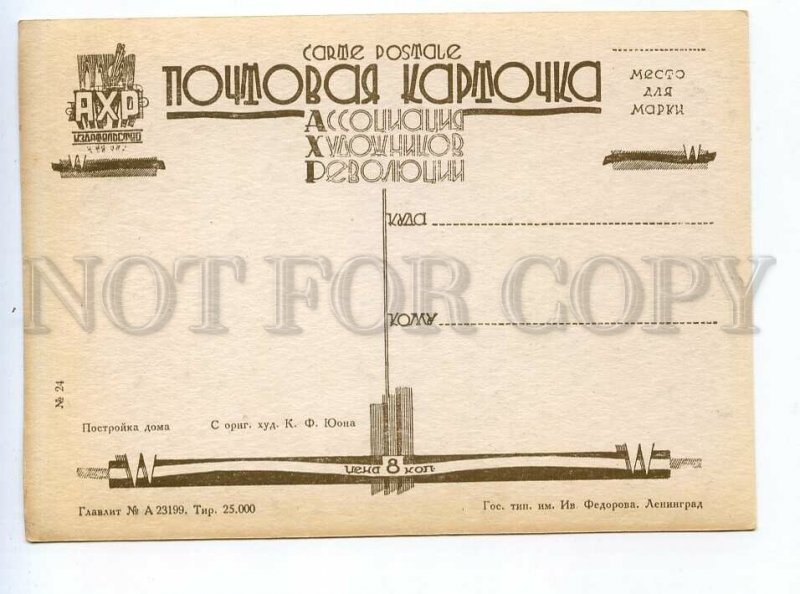 CARTE POSTALE
ПОЧТОВАЯ КАРТОЧКА
АССОЦИАЦИЯ
ХУДОЖНИКОВ
РЕВОЛЮЦИИ
АХР
ИЗДАТЕЛЬСТВО
МЕСТО
ДЛЯ
МАРКИ
КУДА
КОМУ
NOT FOR COPY
№ 24
Постройка дома С ориг. худ. К. Ф. Юона
ЦЕНА 8 КОП.
Главлит № А 23199. Тир. 25.000
Гос. тип. им. Ив. Федорова. Ленинград